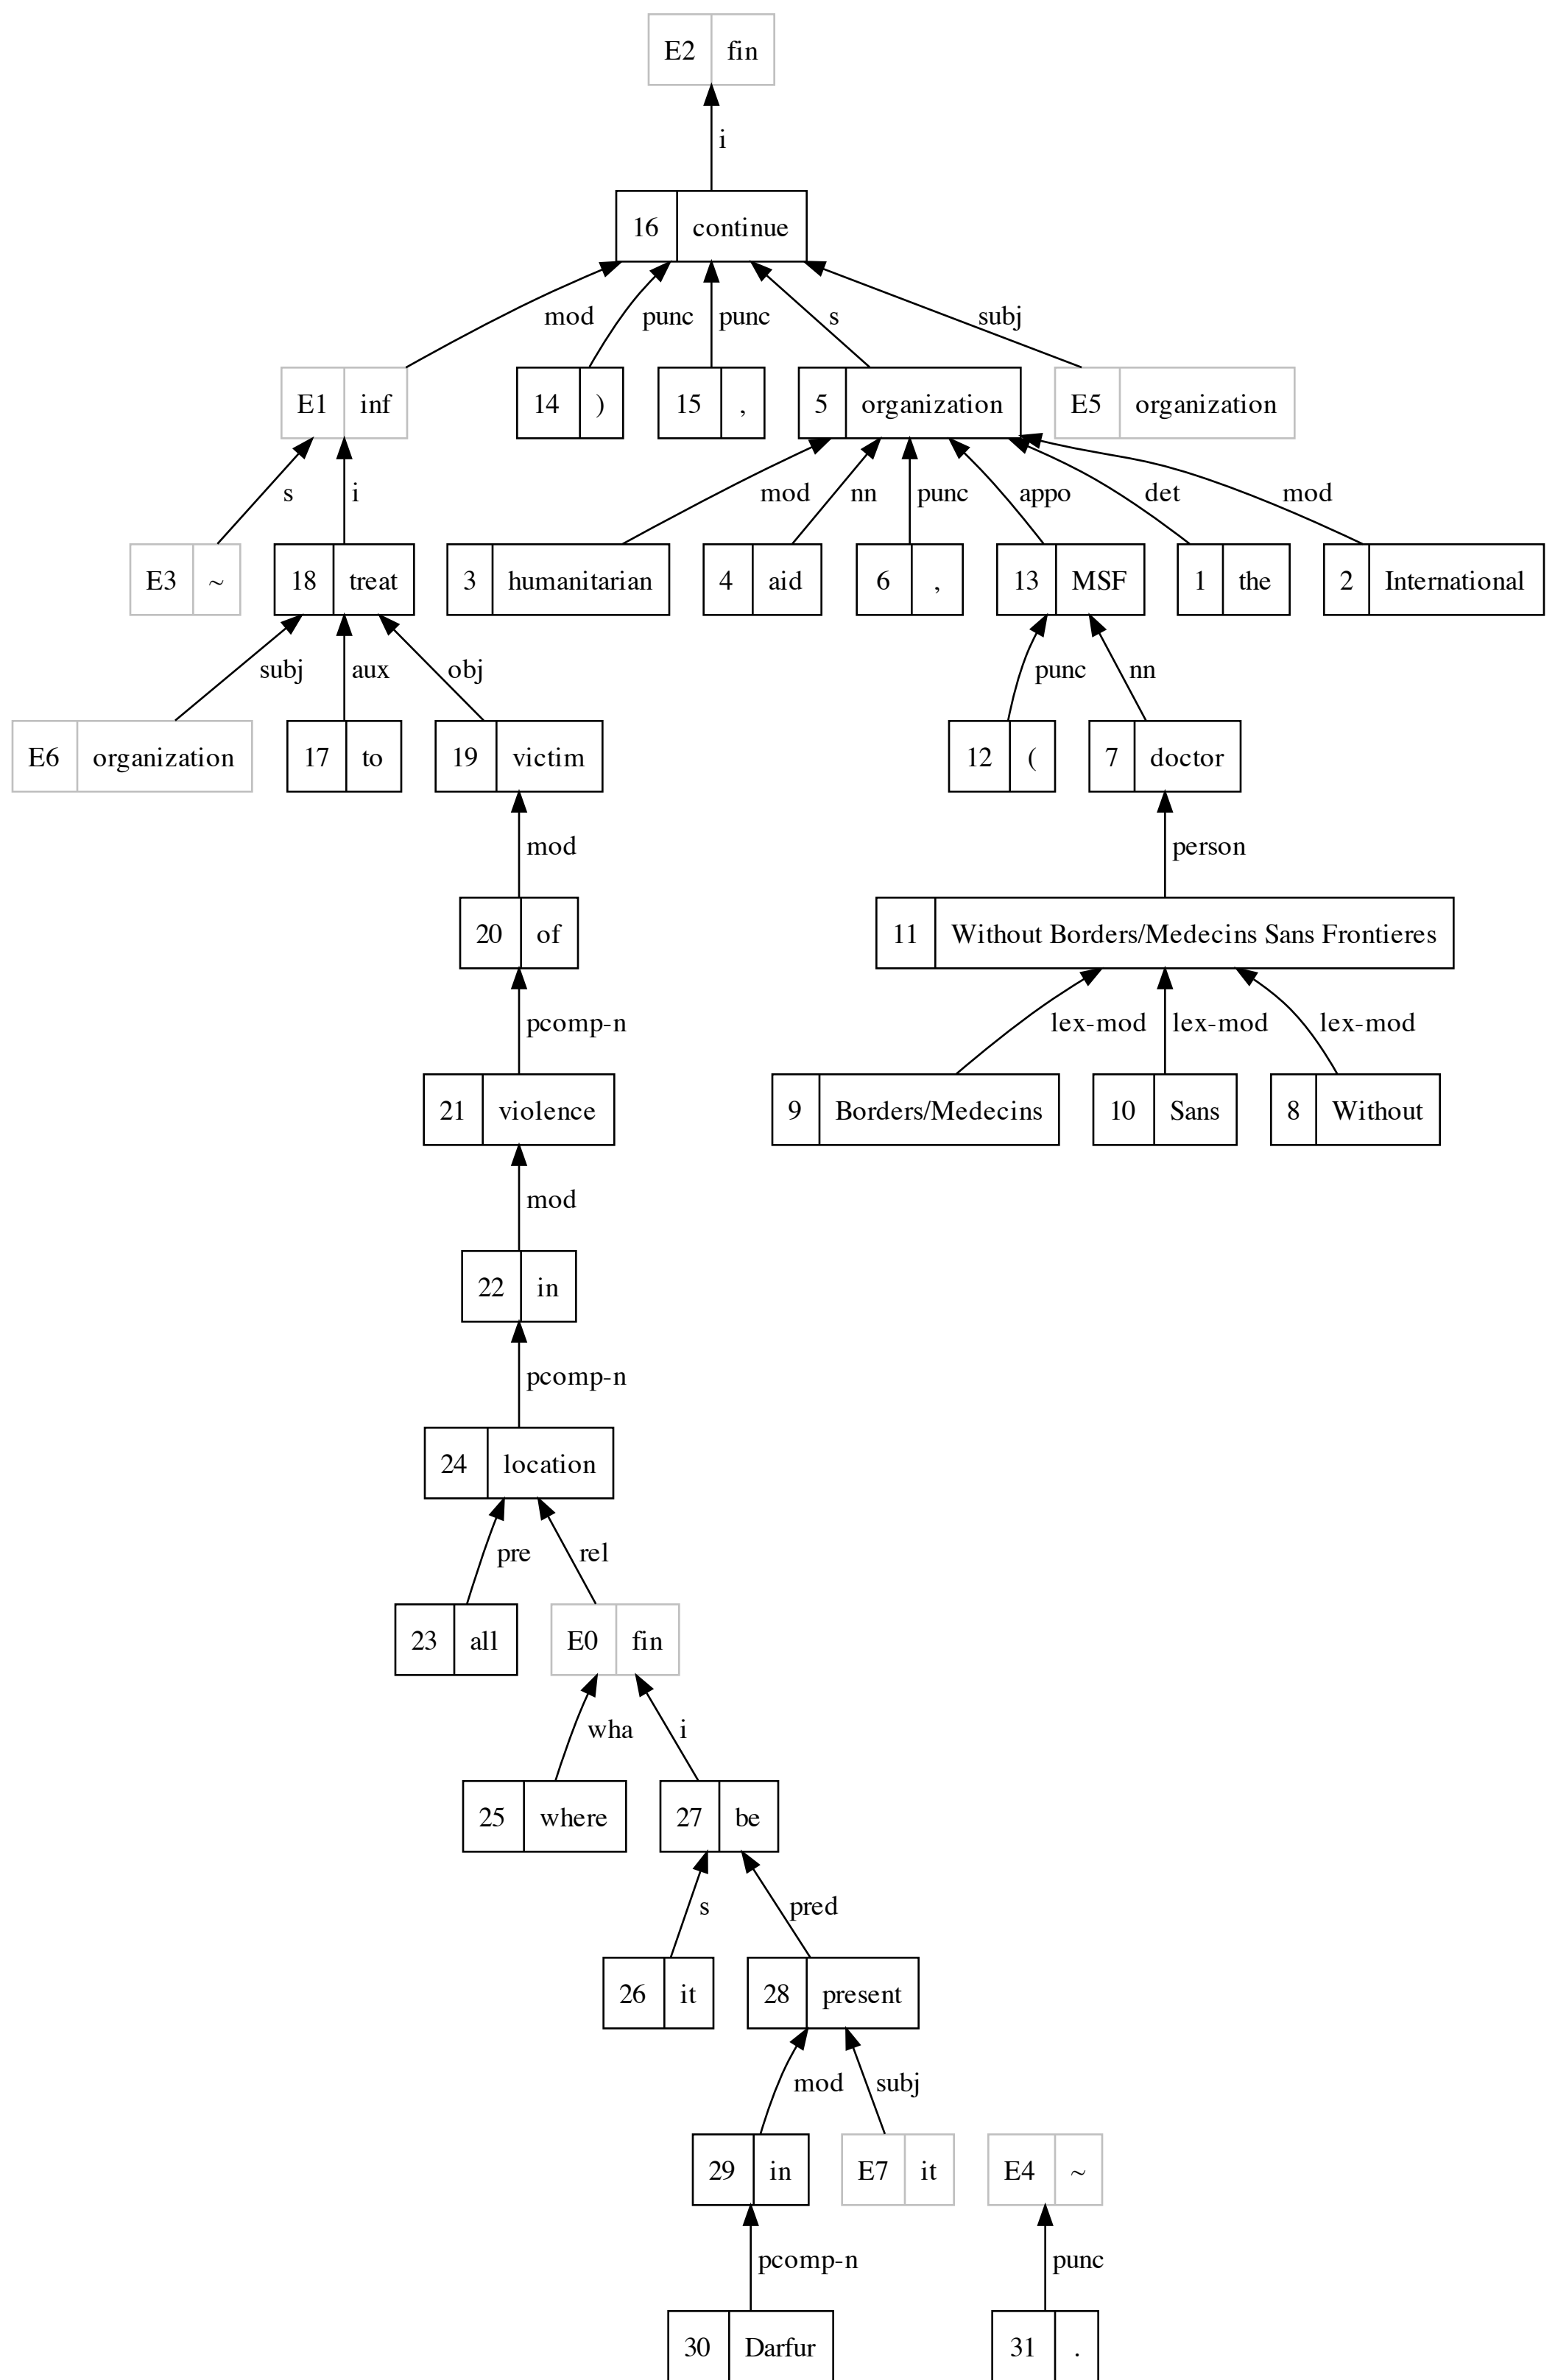 E2 fin
i
16 continue
mod punc punc s subj
E1 inf 14 ) 15 , 5 organization E5 organization
s i mod nn punc appo det mod
E3 ~ 18 treat 3 humanitarian 4 aid 6 , 13 MSF 1 the 2 International
subj aux obj punc nn
E6 organization 17 to 19 victim 12 ( 7 doctor
mod person
20 of 11 Without Borders/Medecins Sans Frontieres
pcomp-n lex-mod lex-mod lex-mod
21 violence 9 Borders/Medecins 10 Sans 8 Without
mod
22 in
pcomp-n
24 location
pre rel
23 all E0 fin
wha i
25 where 27 be
s pred
26 it 28 present
mod subj
29 in E7 it E4 ~
pcomp-n punc
30 Darfur 31 .